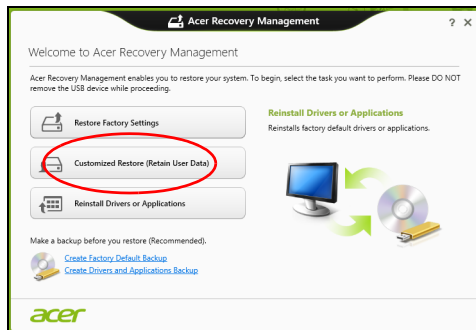 Acer Recovery Management
? X
Welcome to Acer Recovery Management
Acer Recovery Management enables you to restore your system. To begin, select the task you want to perform. Please DO NOT
remove the USB device while proceeding.
Restore Factory Settings
Customized Restore (Retain User Data)
Reinstall Drivers or Applications
Reinstall Drivers or Applications
Reinstalls factory default drivers or applications.
Make a backup before you restore (Recommended).
Create Factory Default Backup
Create Drivers and Applications Backup
acer